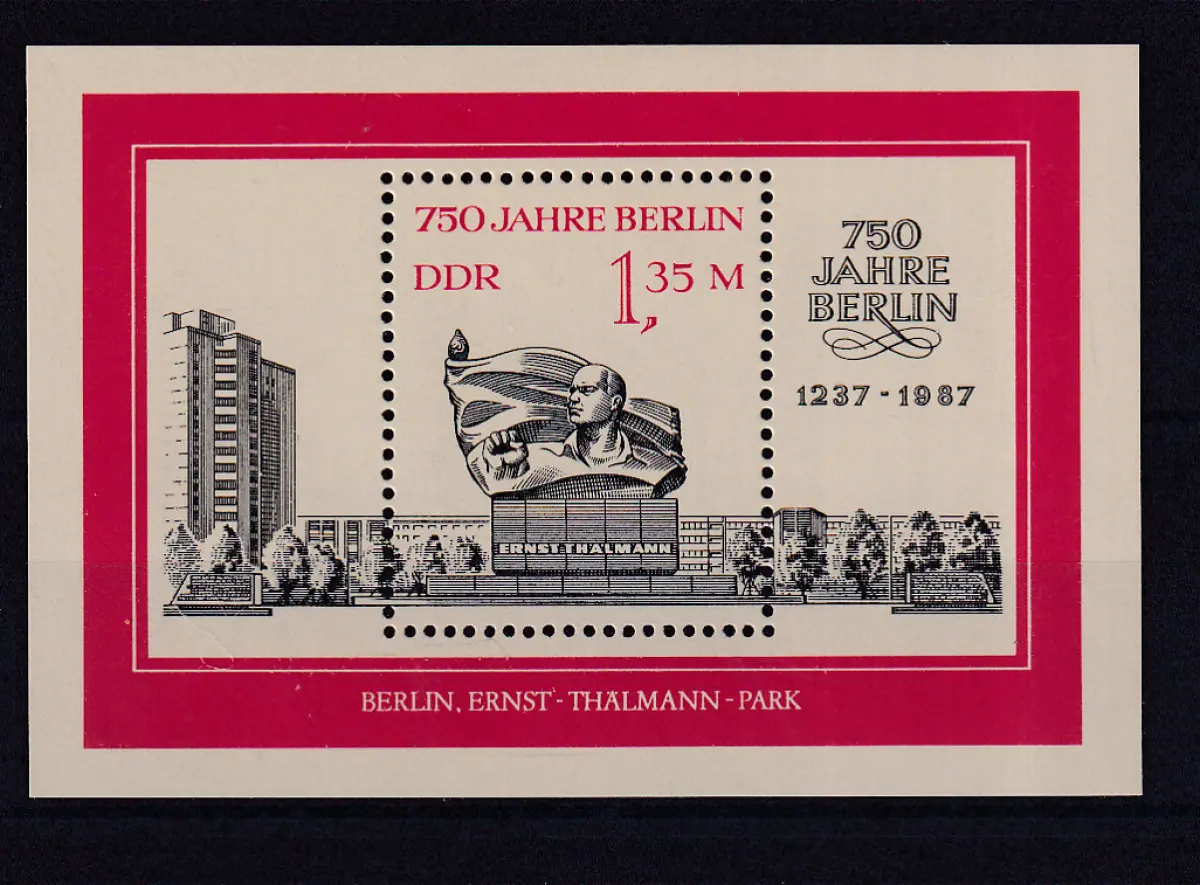 750 JAHRE BERLIN
DDR 1,35 M
750
JAHRE
BERLIN
1237 - 1987
ERNST THÄLMANN
BERLIN, ERNST - THÄLMANN - PARK